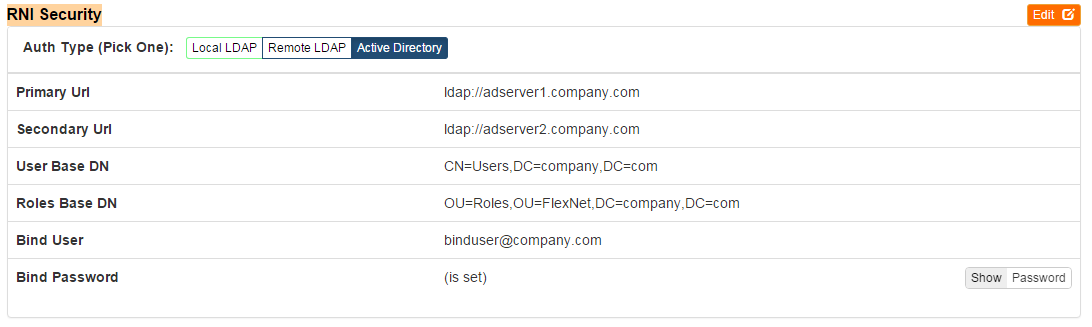 RNI Security Edit
Auth Type (Pick One): Local LDAP Remote LDAP Active Directory
Primary Url ldap://adserver1.company.com
Secondary Url ldap://adserver2.company.com
User Base DN CN=Users,DC=company,DC=com
Roles Base DN OU=Roles,OU=FlexNet,DC=company,DC=com
Bind User binduser@company.com
Bind Password (is set) Show Password